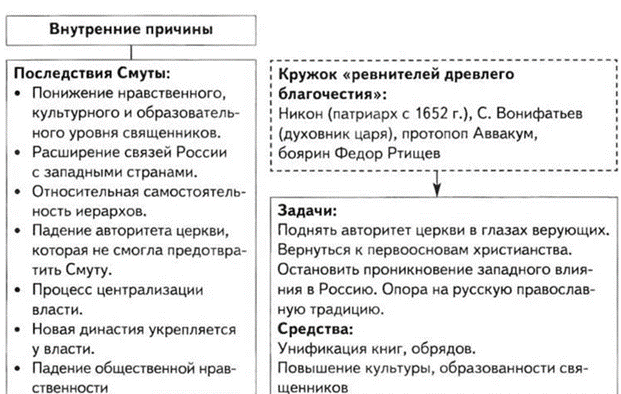 Внутренние причины
Последствия Смуты:
• Понижение нравственного,
культурного и образователь-
ного уровня священников.
• Расширение связей России
с западными странами.
• Относительная самостоятель-
ность иерархов.
• Падение авторитета церкви,
которая не смогла предотвра-
тить Смуту.
• Процесс централизации
власти.
• Новая династия укрепляется
у власти.
• Падение общественной нрав-
ственности
Кружок «ревнителей древлего
благочестия»:
Никон (патриарх с 1652 г.), С. Вонифатьев
(духовник царя), протопоп Аввакум,
боярин Федор Ртищев
Задачи:
Поднять авторитет церкви в глазах верующих.
Вернуться к первоосновам христианства.
Остановить проникновение западного влия-
ния в Россию. Опора на русскую православ-
ную традицию.
Средства:
Унификация книг, обрядов.
Повышение культуры, образованности свя-
щенников